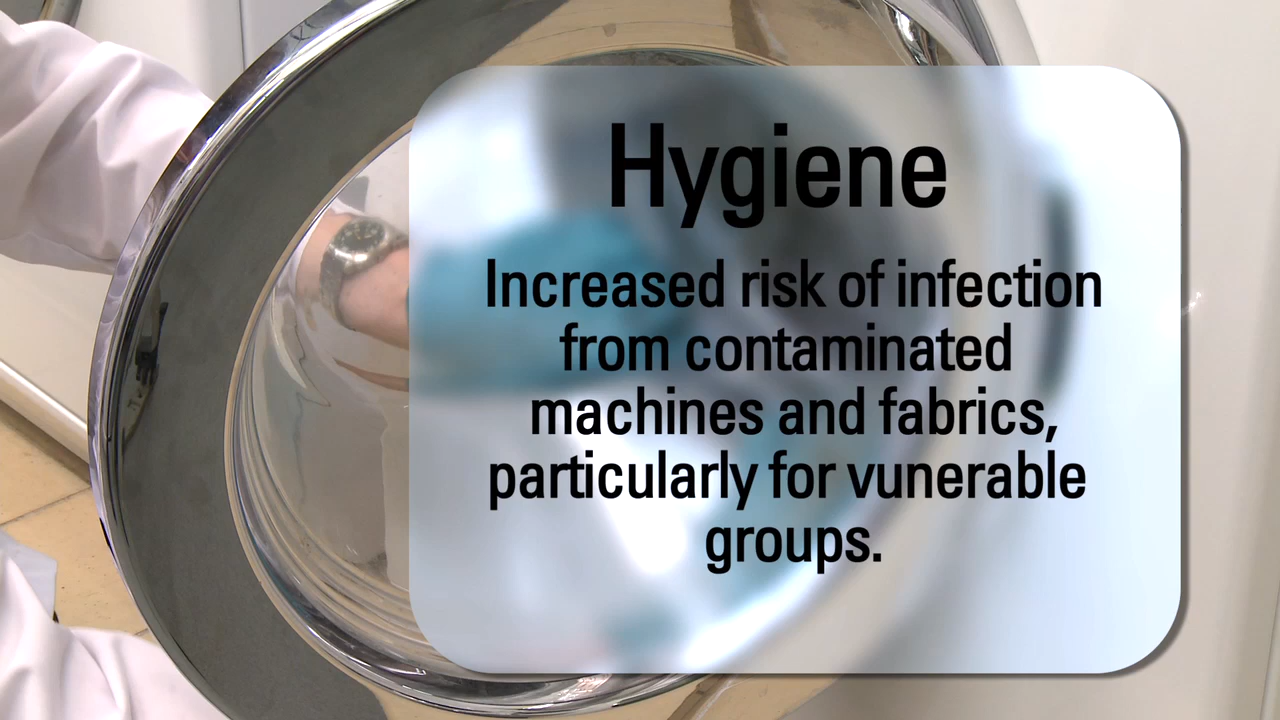 Hygiene
Increased risk of infection
from contaminated
machines and fabrics,
particularly for vunerable
groups.